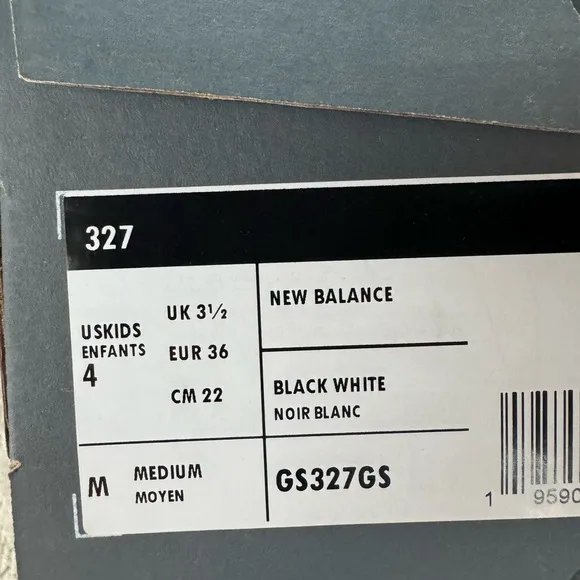 327
USKIDS
ENFANTS
4
UK 3½
EUR 36
CM 22
NEW BALANCE
BLACK WHITE
NOIR BLANC
M
MEDIUM
MOYEN
GS327GS
1 9590